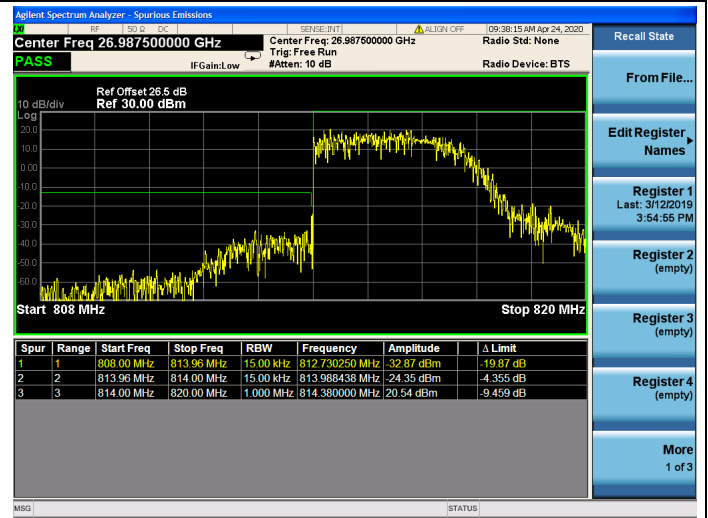 Agilent Spectrum Analyzer - Spurious Emissions
LXI RF 50 Ω DC SENSE:INT ALIGN OFF 09:38:15 AM Apr 24, 2020
Center Freq 26.987500000 GHz
Center Freq: 26.987500000 GHz
Radio Std: None
Trig: Free Run
PASS
IFGain:Low
#Atten: 10 dB
Radio Device: BTS
Ref Offset 26.5 dB
10 dB/div Ref 30.00 dBm
Log
20.0
10.0
0.00
-10.0
-20.0
-30.0
-40.0
-50.0
-60.0
Start 808 MHz Stop 820 MHz
Spur Range Start Freq Stop Freq RBW Frequency Amplitude Δ Limit
1 1 808.00 MHz 813.96 MHz 15.00 kHz 812.730250 MHz -32.87 dBm -19.87 dB
2 2 813.96 MHz 814.00 MHz 15.00 kHz 813.988438 MHz -24.35 dBm -4.355 dB
3 3 814.00 MHz 820.00 MHz 1.000 MHz 814.380000 MHz 20.54 dBm -9.459 dB
MSG STATUS
Recall State
From File...
Edit Register
Names
Register 1
Last: 3/12/2019
3:54:55 PM
Register 2
(empty)
Register 3
(empty)
Register 4
(empty)
More
1 of 3